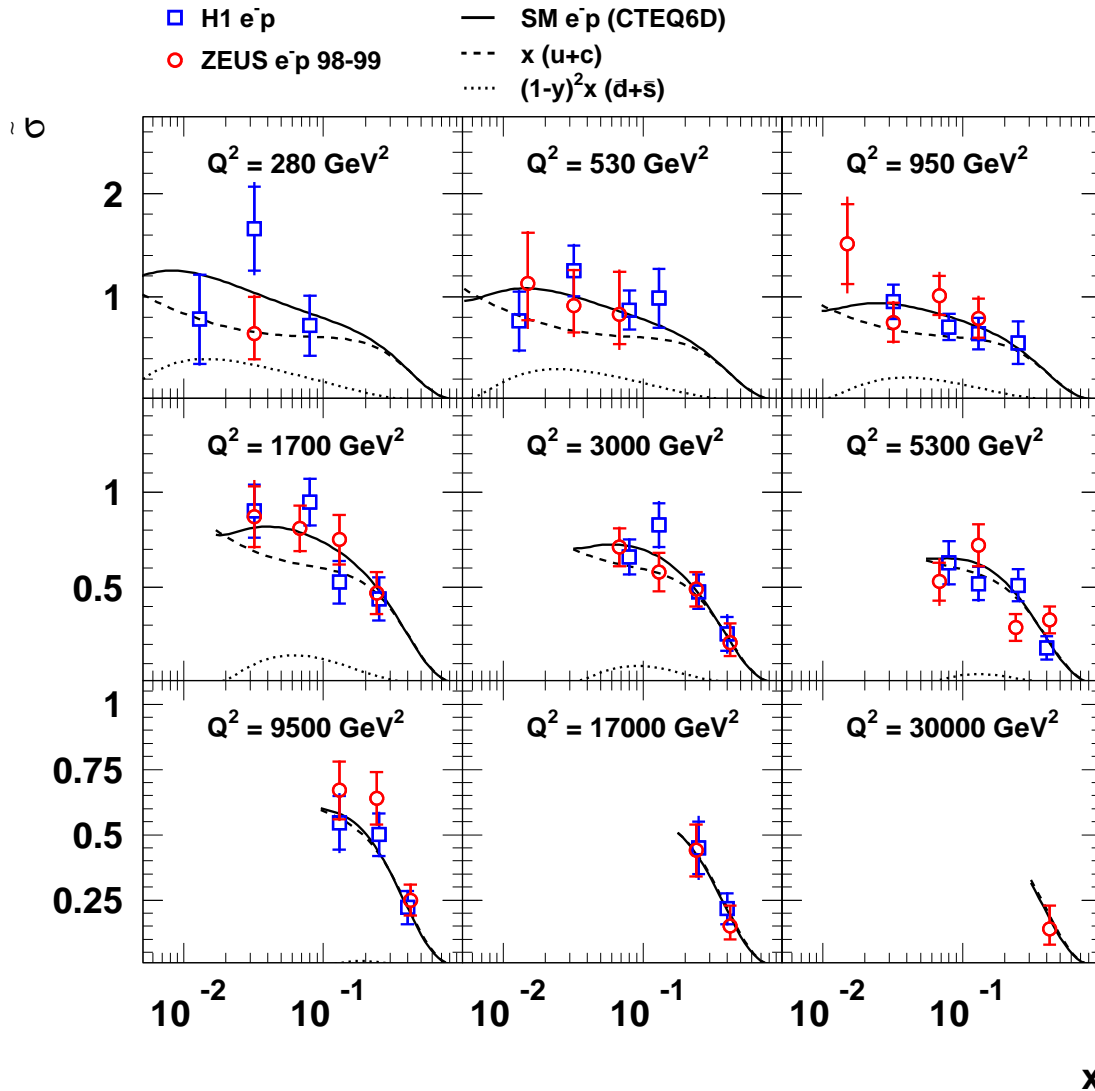 H1 e⁻p
SM e⁻p (CTEQ6D)
ZEUS e⁻p 98-99
x (u+c)
(1-y)²x (d̄+s̄)
σ̃
Q² = 280 GeV²
Q² = 530 GeV²
Q² = 950 GeV²
2
1
Q² = 1700 GeV²
Q² = 3000 GeV²
Q² = 5300 GeV²
1
0.5
Q² = 9500 GeV²
Q² = 17000 GeV²
Q² = 30000 GeV²
1
0.75
0.5
0.25
10⁻² 10⁻¹ 10⁻² 10⁻¹ 10⁻² 10⁻¹
x